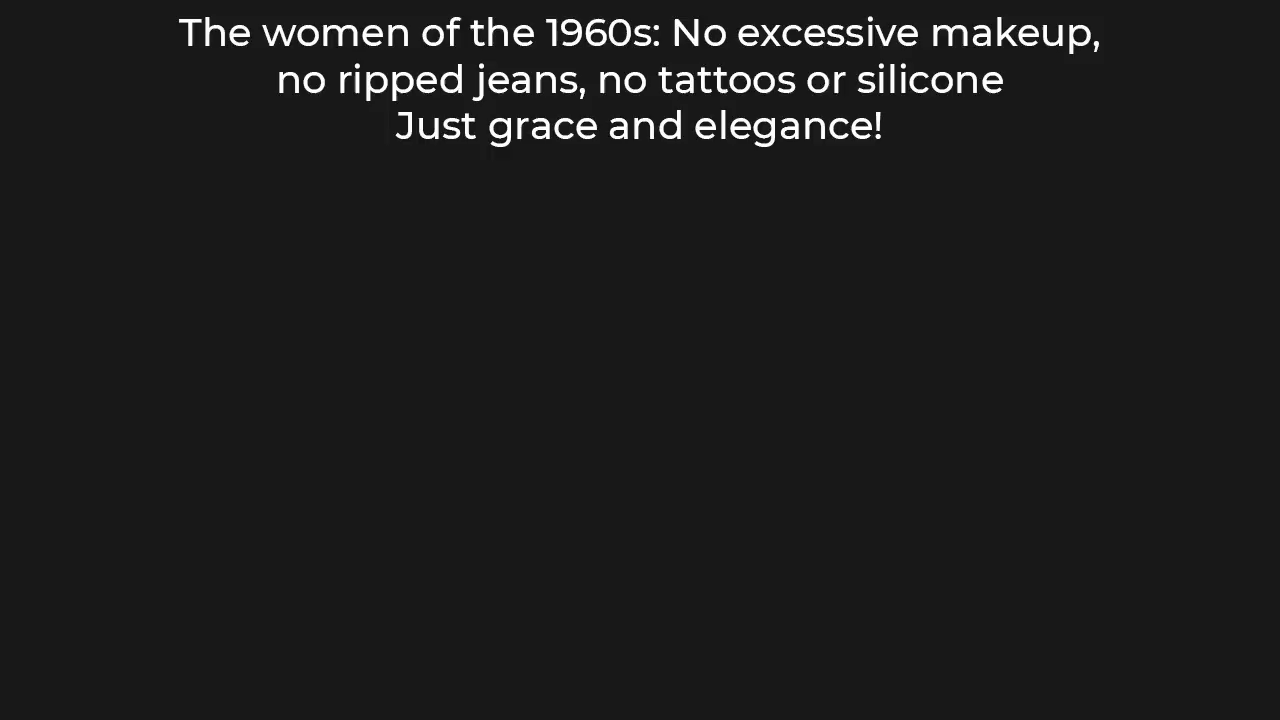 The women of the 1960s: No excessive makeup,
no ripped jeans, no tattoos or silicone
Just grace and elegance!